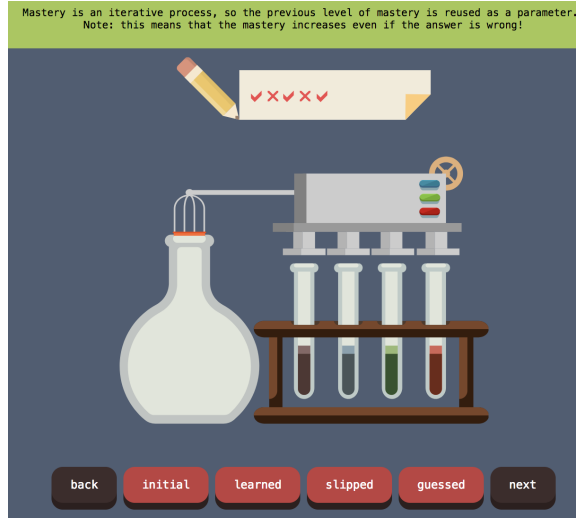 Mastery is an iterative process, so the previous level of mastery is reused as a parameter.
Note: this means that the mastery increases even if the answer is wrong!
back initial learned slipped guessed next